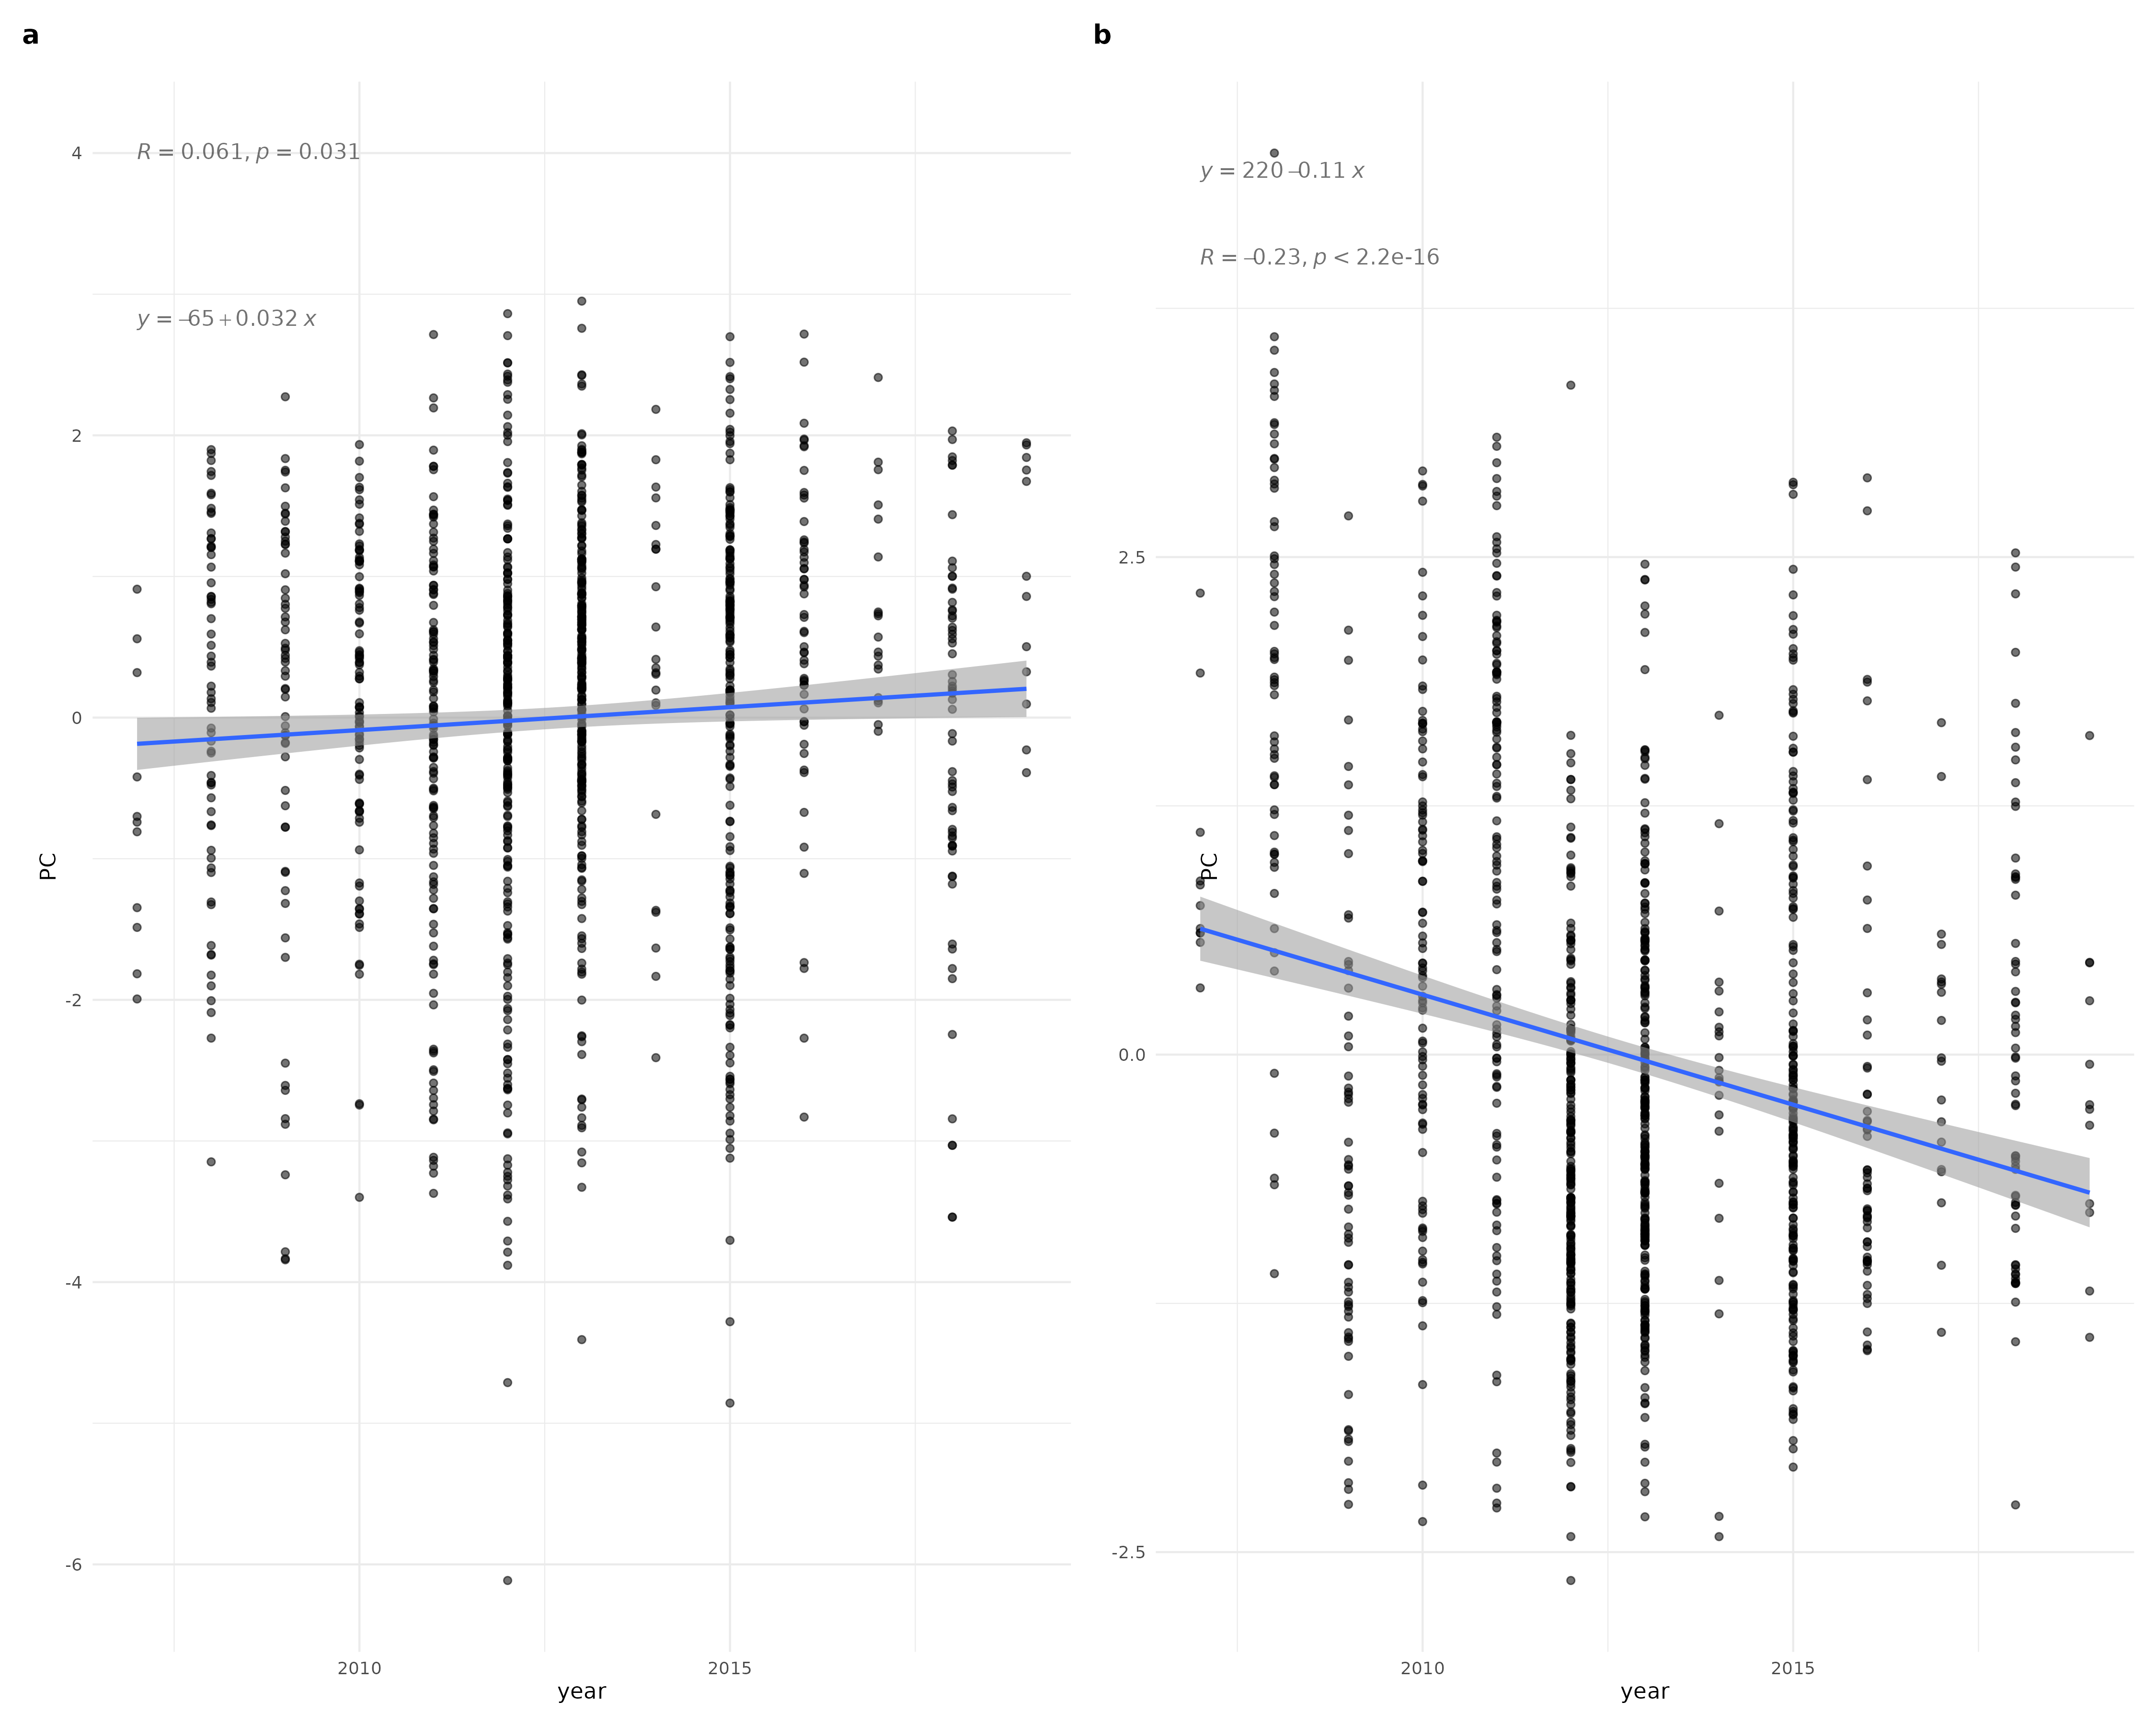 a
R = 0.061, p = 0.031
y = –65 + 0.032 x
4
2
0
-2
-4
-6
PC
2010
2015
year
b
y = 220 – 0.11 x
R = –0.23, p < 2.2e-16
2.5
0.0
-2.5
PC
2010
2015
year